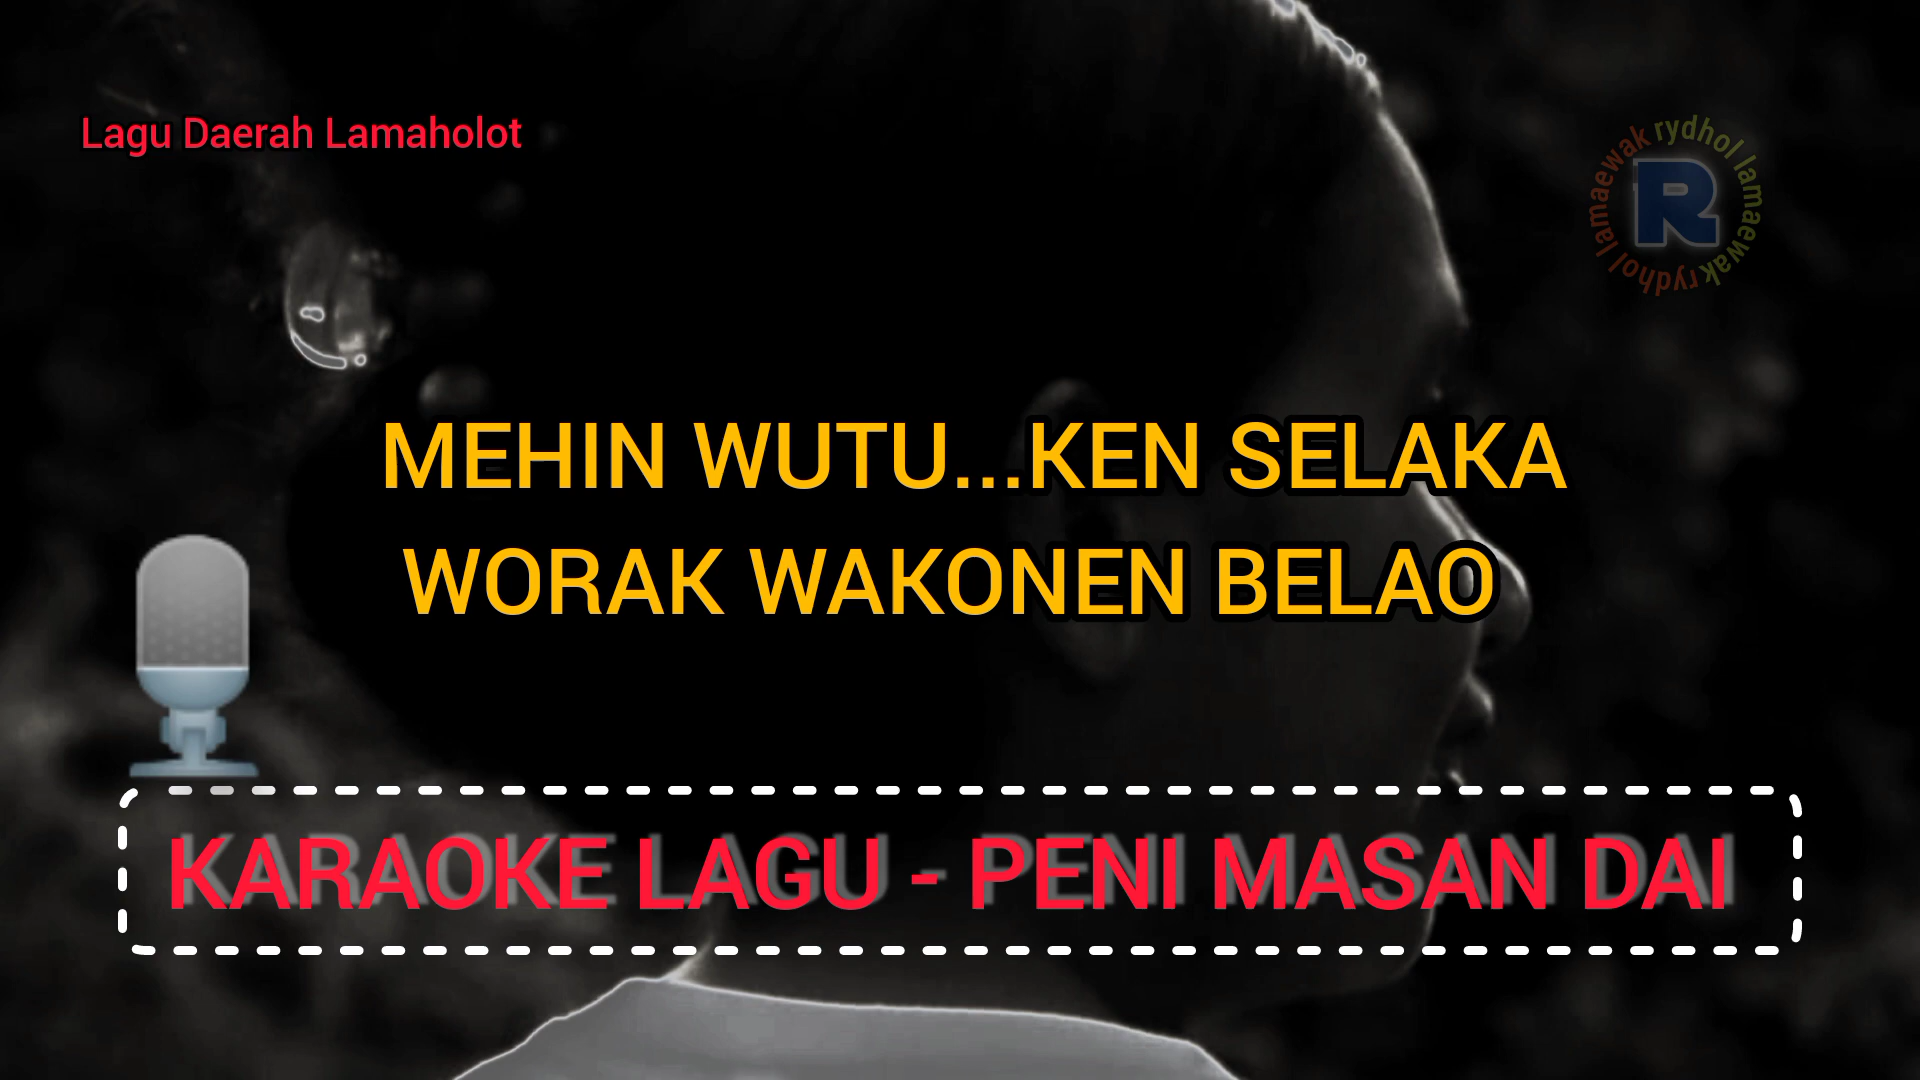 Lagu Daerah Lamaholot
rydhol lamaewak rydhol lamaewak
R
MEHIN WUTU...KEN SELAKA
WORAK WAKONEN BELAO
KARAOKE LAGU - PENI MASAN DAI